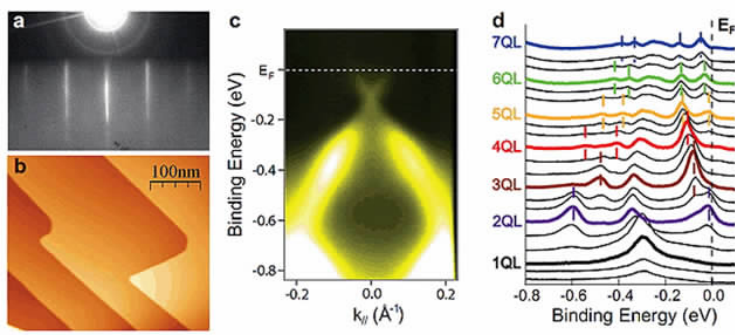 a
b
100nm
c
E_F
Binding Energy (eV)
-0.2
-0.4
-0.6
-0.8
-0.2 0.0 0.2
k_// (Å⁻¹)
d
E_F
7QL
6QL
5QL
4QL
3QL
2QL
1QL
-0.8 -0.6 -0.4 -0.2 0.0
Binding Energy (eV)